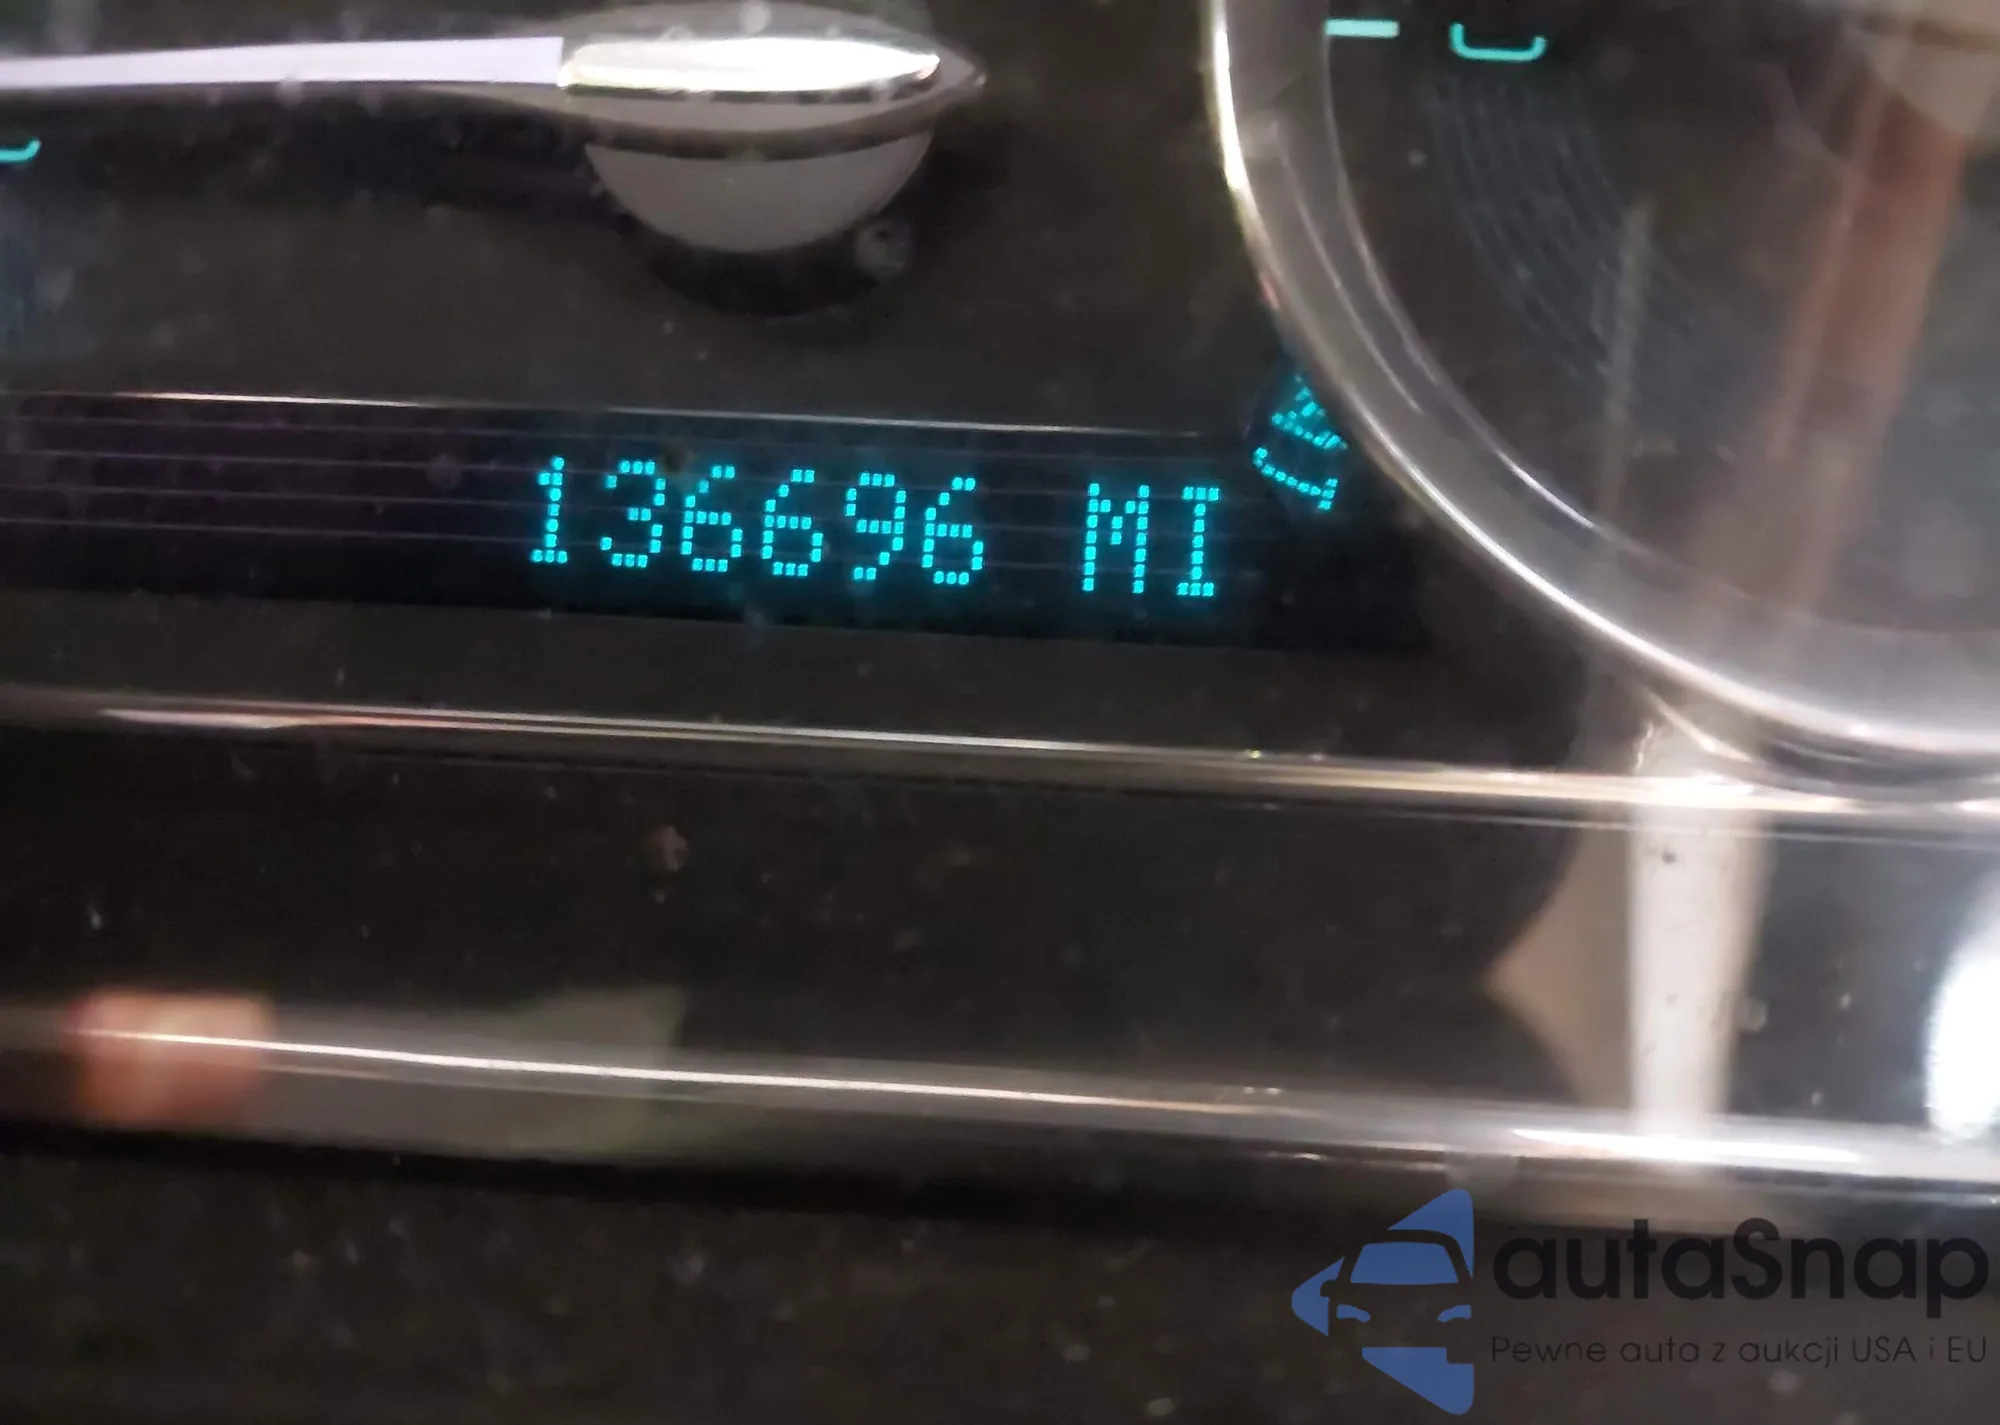 136696 MI
autaSnap
Pewne auta z aukcji USA i EU